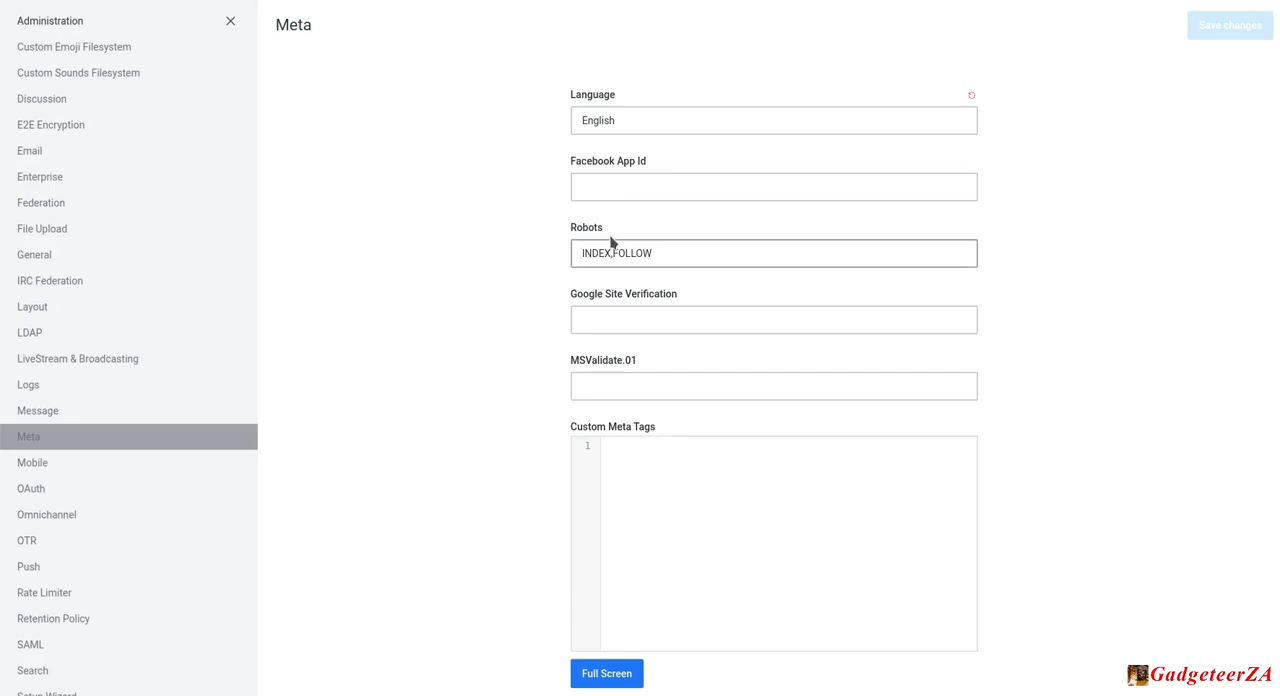 Administration
Custom Emoji Filesystem
Custom Sounds Filesystem
Discussion
E2E Encryption
Email
Enterprise
Federation
File Upload
General
IRC Federation
Layout
LDAP
LiveStream & Broadcasting
Logs
Message
Meta
Mobile
OAuth
Omnichannel
OTR
Push
Rate Limiter
Retention Policy
SAML
Search
Setup Wizard
Meta
Save changes
Language
English
Facebook App Id
Robots
INDEX,FOLLOW
Google Site Verification
MSValidate.01
Custom Meta Tags
1
Full Screen
GadgeteerZA